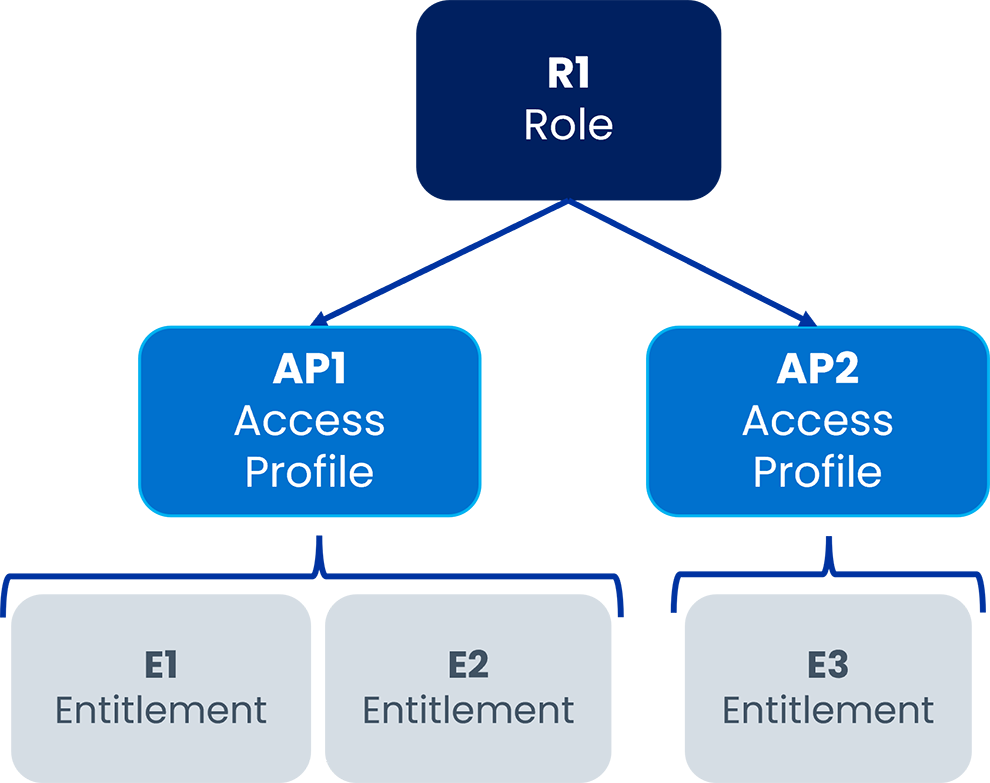 R1
Role
AP1
Access
Profile
AP2
Access
Profile
E1
Entitlement
E2
Entitlement
E3
Entitlement